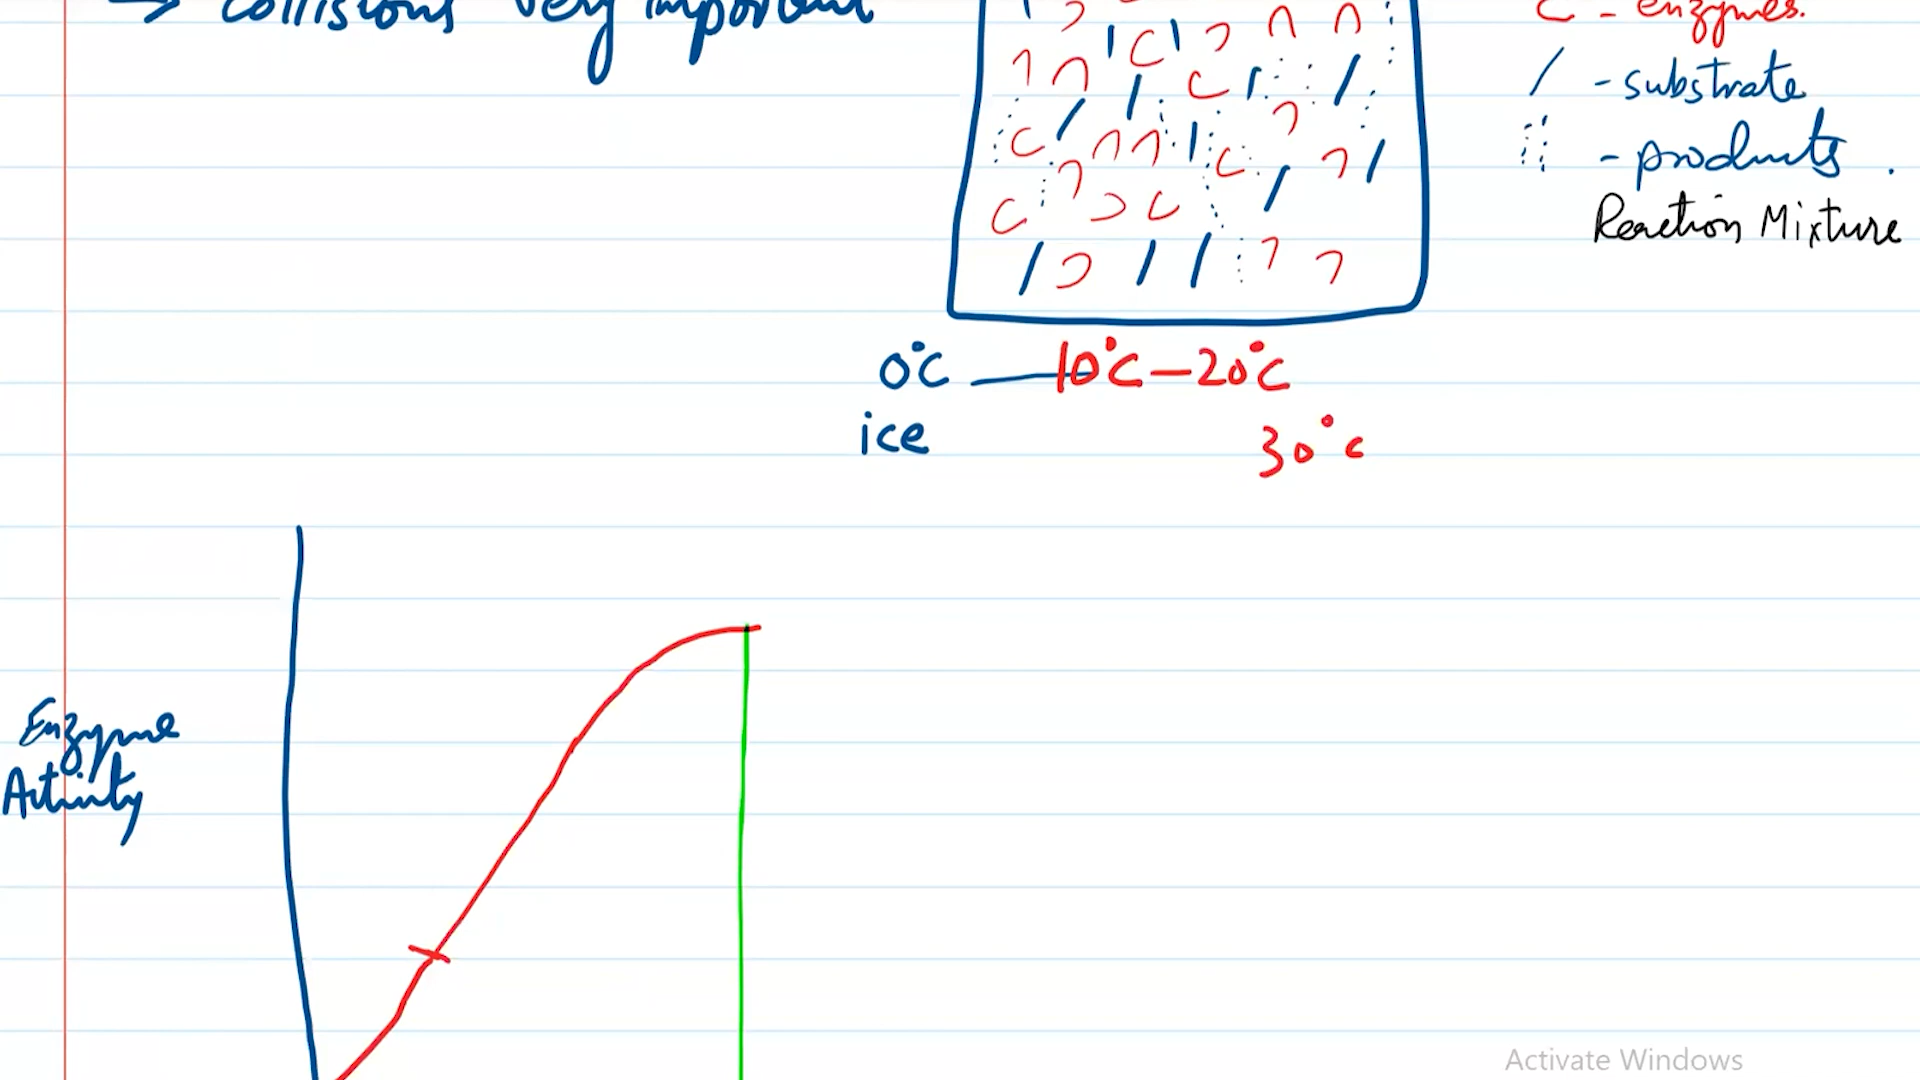 → collisions very important
C - enzymes.
/ - substrate
- products.
Reaction Mixture
0°C — 10°C — 20°C
ice
30°C
Enzyme
Activity
Activate Windows